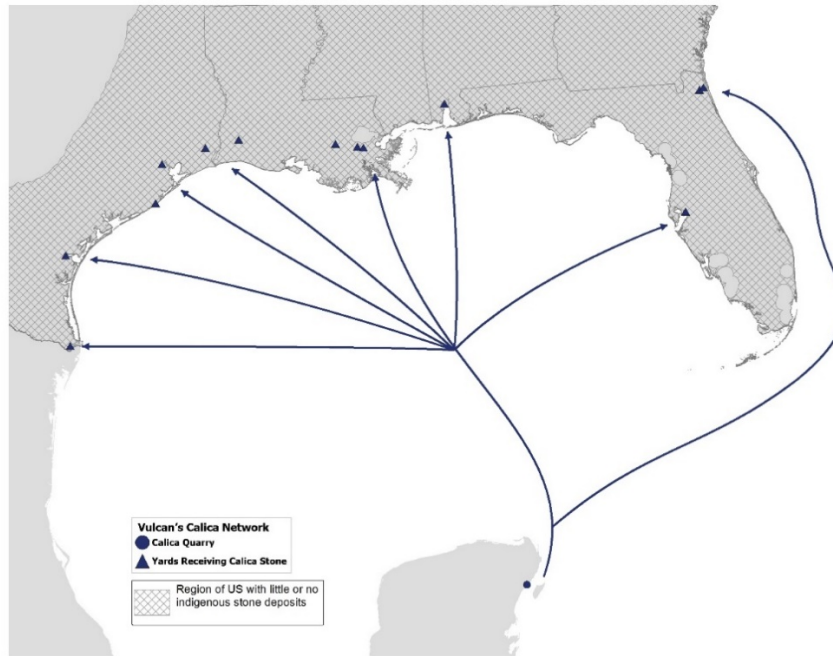 Vulcan's Calica Network
Calica Quarry
Yards Receiving Calica Stone
Region of US with little or no
indigenous stone deposits